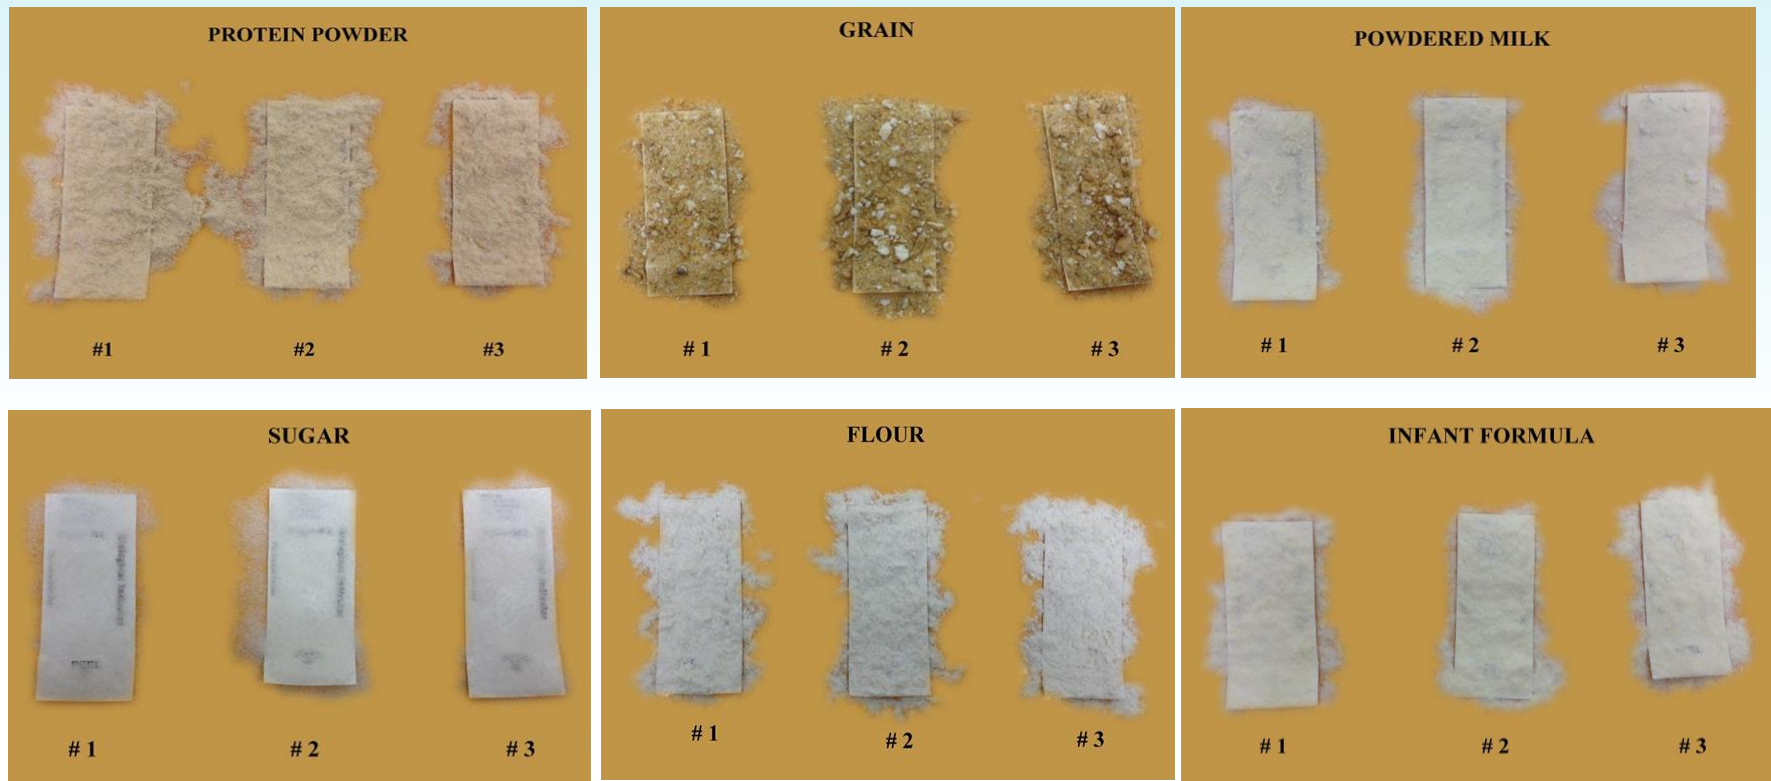 PROTEIN POWDER
#1 #2 #3
GRAIN
# 1 # 2 # 3
POWDERED MILK
# 1 # 2 # 3
SUGAR
# 1 # 2 # 3
FLOUR
# 1 # 2 # 3
INFANT FORMULA
# 1 # 2 # 3